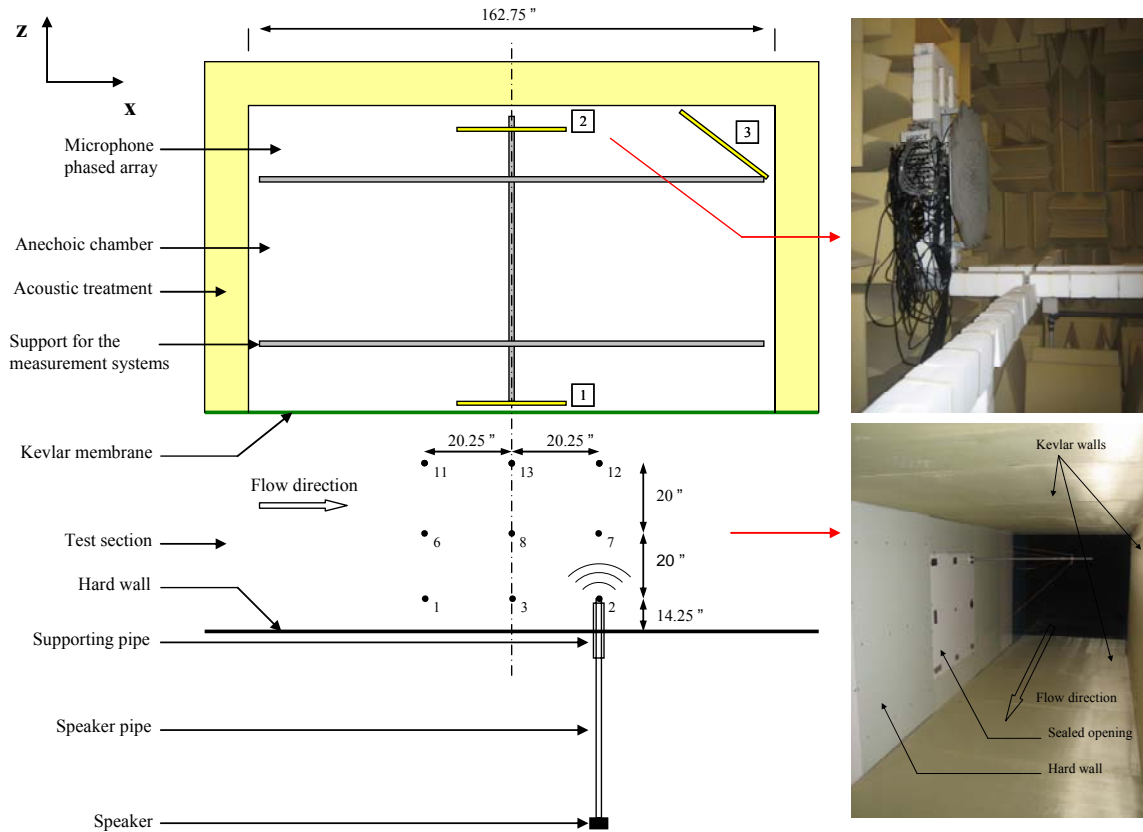 162.75 ”
z
x
2
3
Microphone
phased array
Anechoic chamber
Acoustic treatment
Support for the
measurement systems
1
Kevlar membrane
20.25 ”
20.25 ”
11
13
12
Flow direction
20 ”
Test section
6
8
7
20 ”
Hard wall
1
3
2
14.25 ”
Supporting pipe
Speaker pipe
Speaker
Kevlar walls
Flow direction
Sealed opening
Hard wall